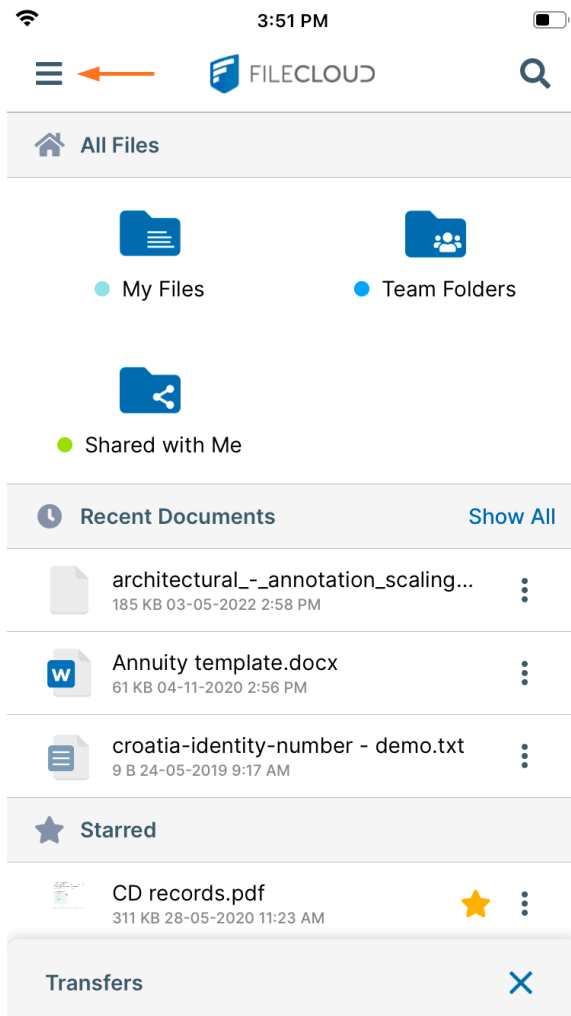 3:51 PM
FILECLOUD
All Files
My Files
Team Folders
Shared with Me
Recent Documents
Show All
architectural_-_annotation_scaling...
185 KB 03-05-2022 2:58 PM
W
Annuity template.docx
61 KB 04-11-2020 2:56 PM
croatia-identity-number - demo.txt
9 B 24-05-2019 9:17 AM
Starred
CD records.pdf
311 KB 28-05-2020 11:23 AM
Transfers